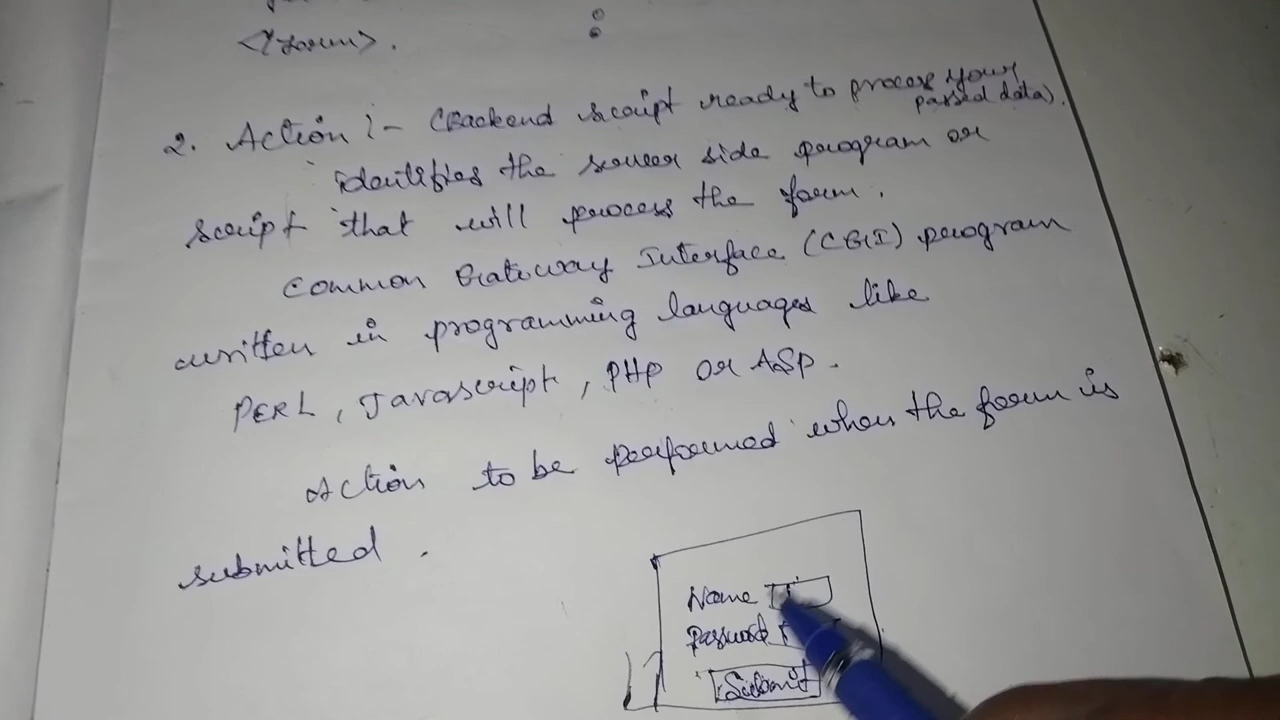 </form>.
2. Action :- (Backend script ready to process your
passed data).
identifies the server side program or
script that will process the form.
Common Gateway Interface (CGI) program
written in programming languages like
PERL, Javascript, PHP or ASP.
Action to be performed when the form is
submitted.
Name
Password
Submit